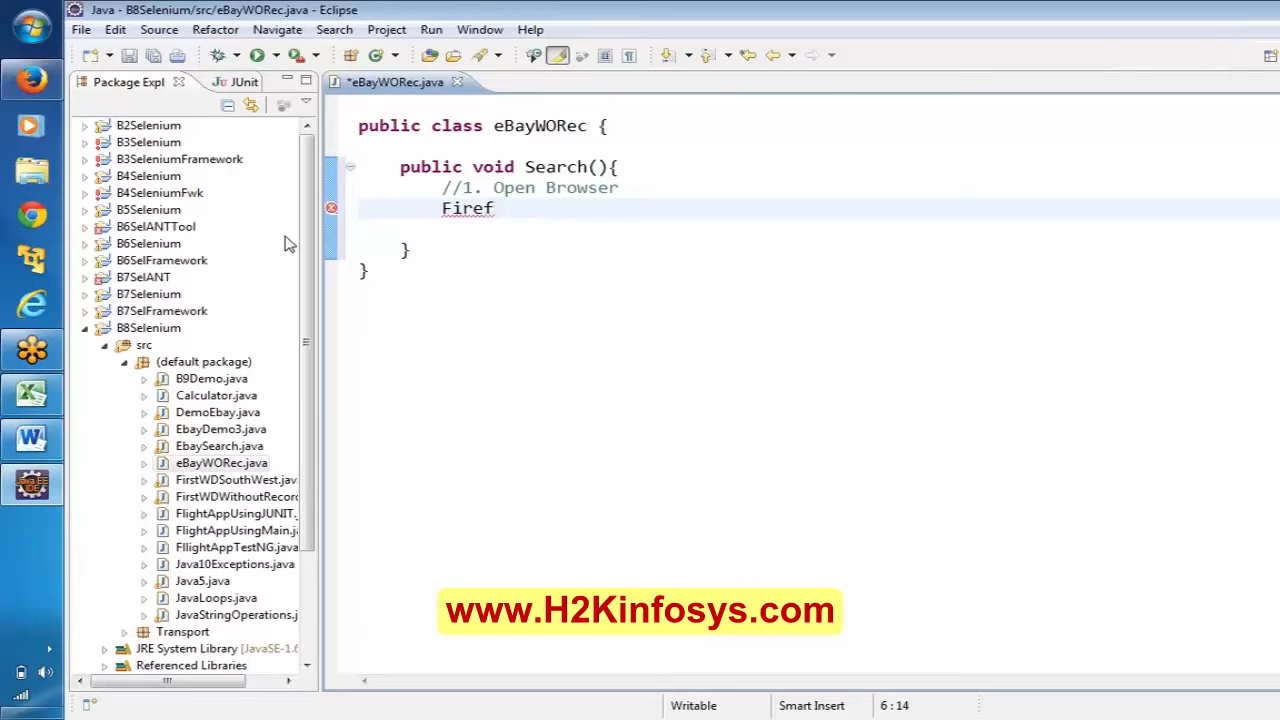 Java - B8Selenium/src/eBayWORec.java - Eclipse
File Edit Source Refactor Navigate Search Project Run Window Help
Package Expl JUnit *eBayWORec.java
B2Selenium
B3Selenium
B3SeleniumFramework
B4Selenium
B4SeleniumFwk
B5Selenium
B6SelANTTool
B6Selenium
B6SelFramework
B7SelANT
B7Selenium
B7SelFramework
B8Selenium
src
(default package)
B9Demo.java
Calculator.java
DemoEbay.java
EbayDemo3.java
EbaySearch.java
eBayWORec.java
FirstWDSouthWest.jav
FirstWDWithoutRecord
FlightAppUsingJUNIT.
FlightAppUsingMain.j
FllightAppTestNG.java
Java10Exceptions.java
Java5.java
JavaLoops.java
JavaStringOperations.j
Transport
JRE System Library [JavaSE-1.6
Referenced Libraries
public class eBayWORec {
public void Search(){
//1. Open Browser
Firef
}
}
www.H2Kinfosys.com
Java EE
IDE
Writable Smart Insert 6 : 14